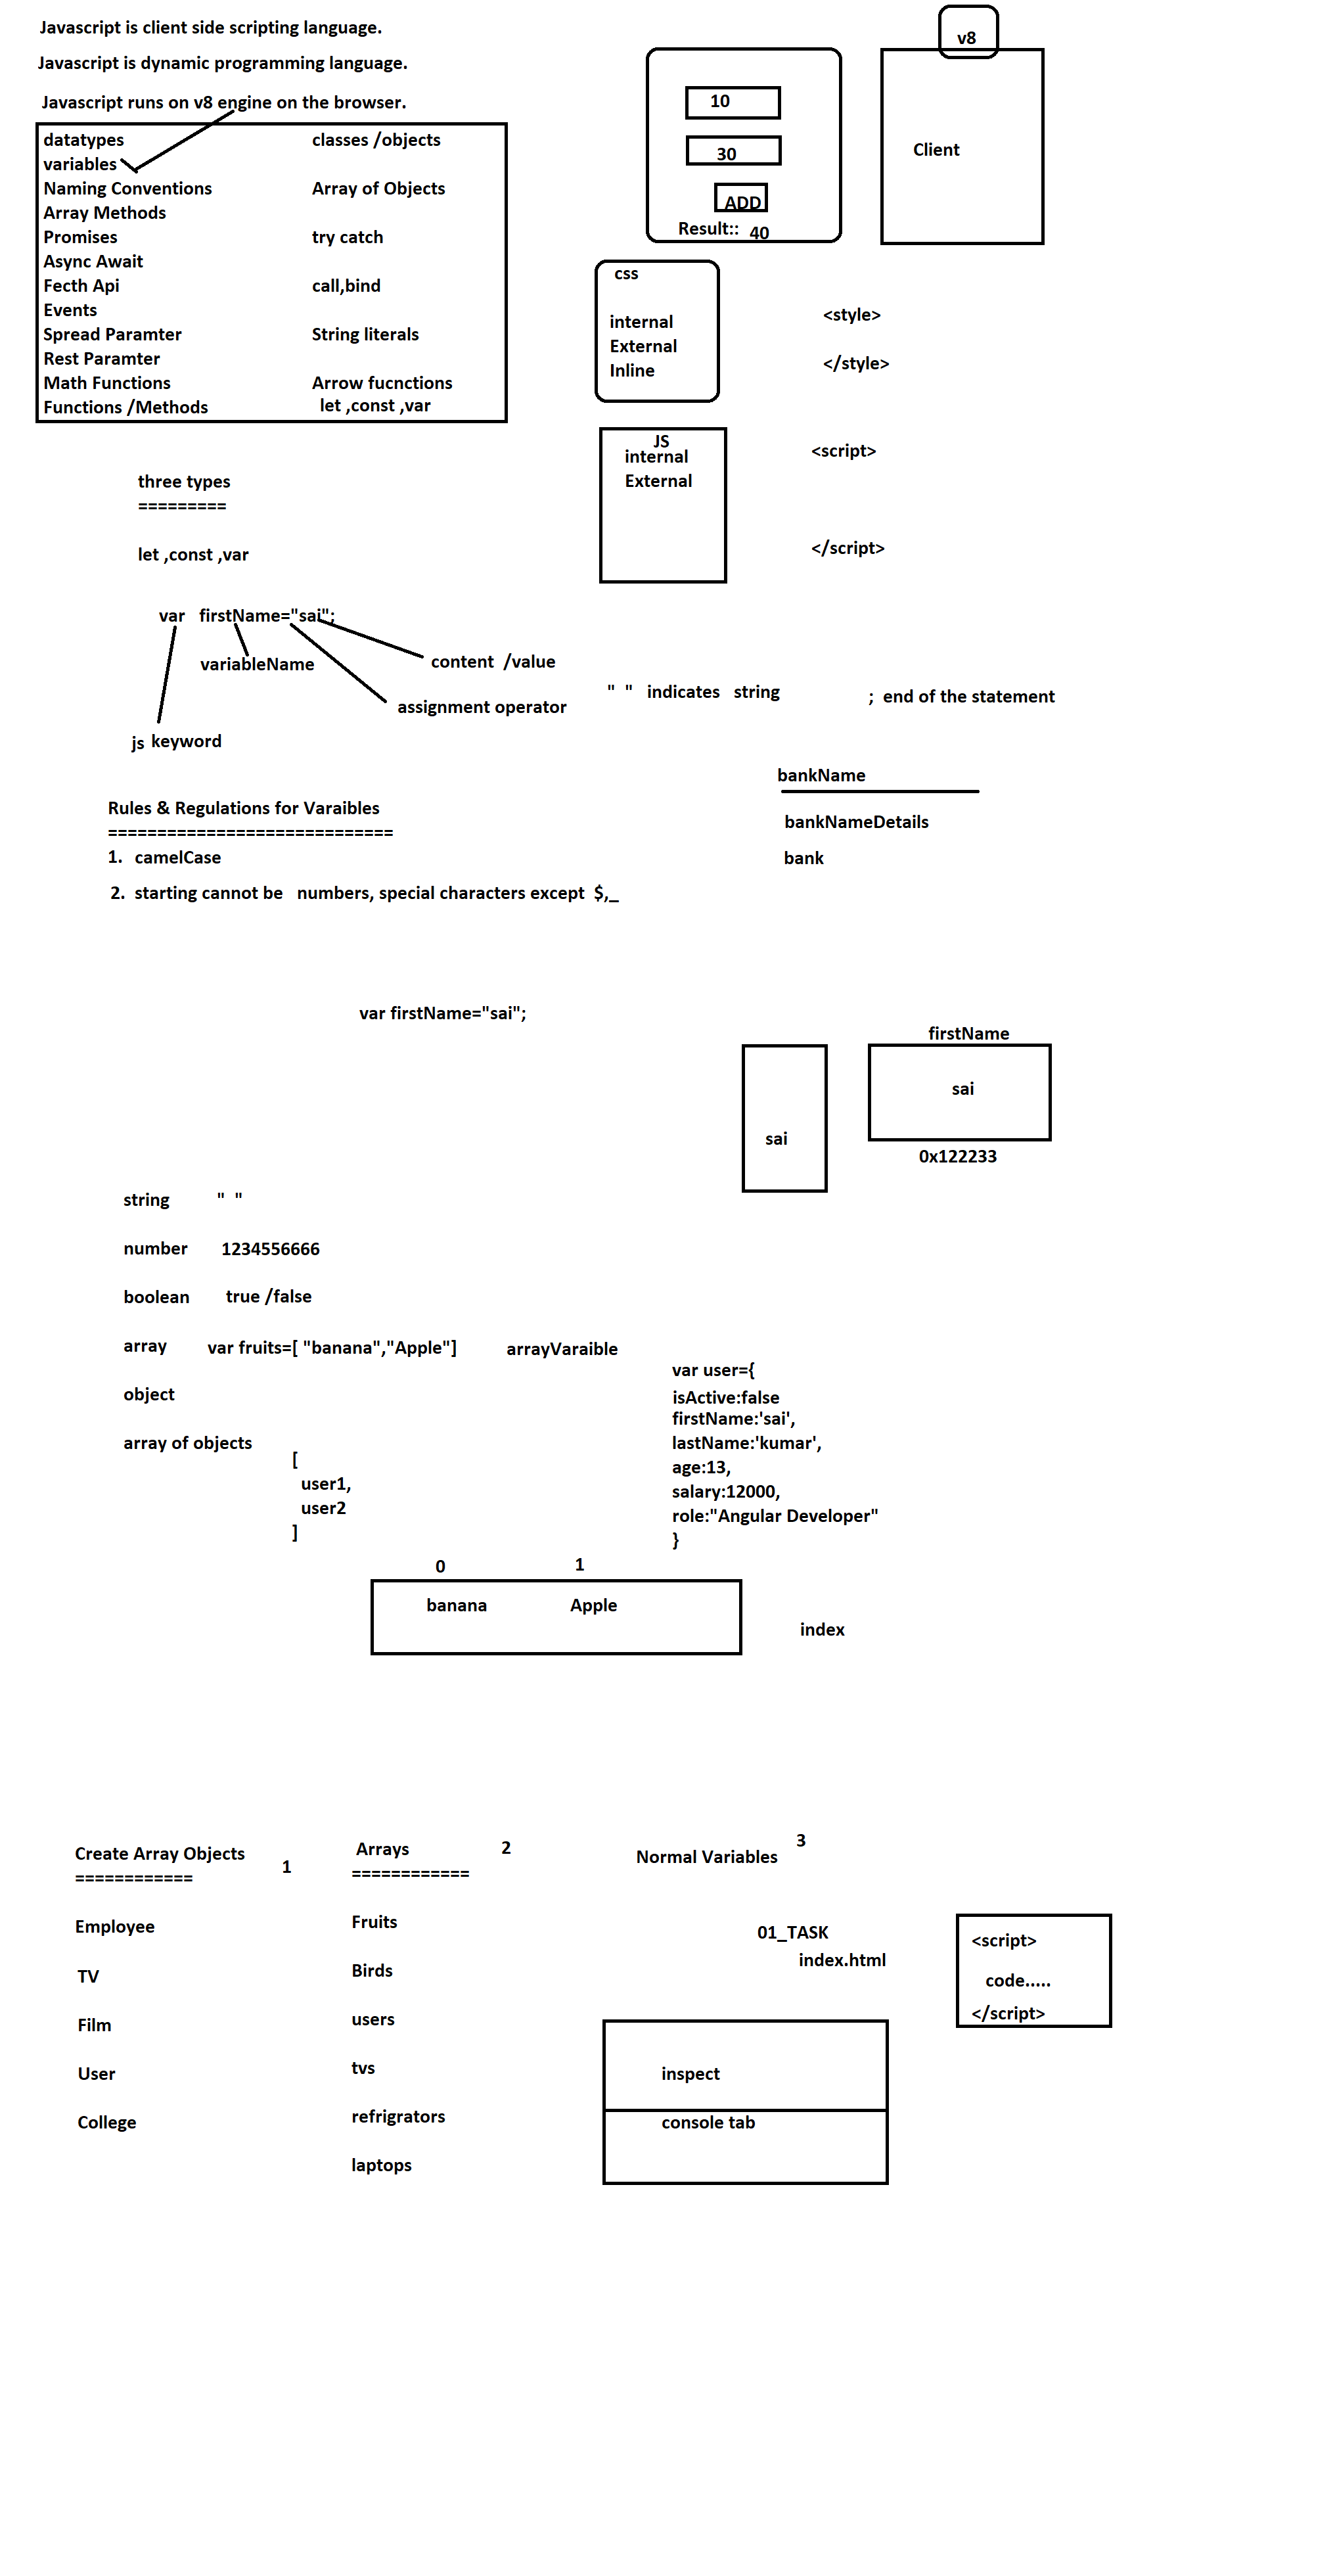 Javascript is client side scripting language.
Javascript is dynamic programming language.
Javascript runs on v8 engine on the browser.
datatypes
variables
Naming Conventions
Array Methods
Promises
Async Await
Fecth Api
Events
Spread Paramter
Rest Paramter
Math Functions
Functions /Methods
classes /objects
Array of Objects
try catch
call,bind
String literals
Arrow fucnctions
let ,const ,var
10
30
ADD
Result:: 40
v8
Client
css
internal
External
Inline
<style>
</style>
JS
internal
External
<script>
</script>
three types
=========
let ,const ,var
var firstName="sai";
variableName
content /value
assignment operator
js keyword
" " indicates string
; end of the statement
bankName
bankNameDetails
bank
Rules & Regulations for Varaibles
=============================
1. camelCase
2. starting cannot be numbers, special characters except $,_
var firstName="sai";
sai
firstName
sai
0x122233
string " "
number 1234556666
boolean true /false
array var fruits=[ "banana","Apple"] arrayVaraible
object
array of objects
[
user1,
user2
]
var user={
isActive:false
firstName:'sai',
lastName:'kumar',
age:13,
salary:12000,
role:"Angular Developer"
}
0 1
banana Apple
index
Create Array Objects 1
============
Employee
TV
Film
User
College
Arrays 2
============
Fruits
Birds
users
tvs
refrigrators
laptops
3
Normal Variables
01_TASK
index.html
<script>
code.....
</script>
inspect
console tab